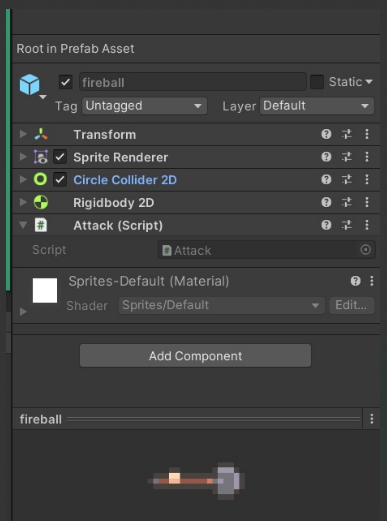 Root in Prefab Asset
fireball Static
Tag Untagged Layer Default
Transform
Sprite Renderer
Circle Collider 2D
Rigidbody 2D
Attack (Script)
Script Attack
Sprites-Default (Material)
Shader Sprites/Default Edit...
Add Component
fireball